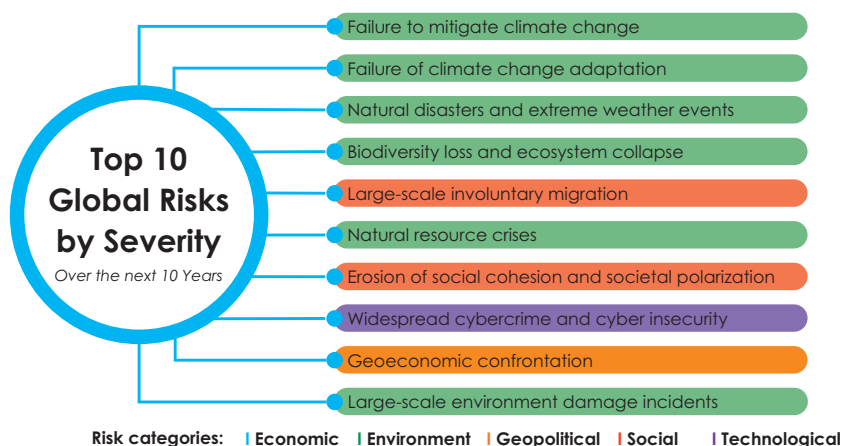 Top 10
Global Risks
by Severity
Over the next 10 Years
Failure to mitigate climate change
Failure of climate change adaptation
Natural disasters and extreme weather events
Biodiversity loss and ecosystem collapse
Large-scale involuntary migration
Natural resource crises
Erosion of social cohesion and societal polarization
Widespread cybercrime and cyber insecurity
Geoeconomic confrontation
Large-scale environment damage incidents
Risk categories: Economic Environment Geopolitical Social Technological